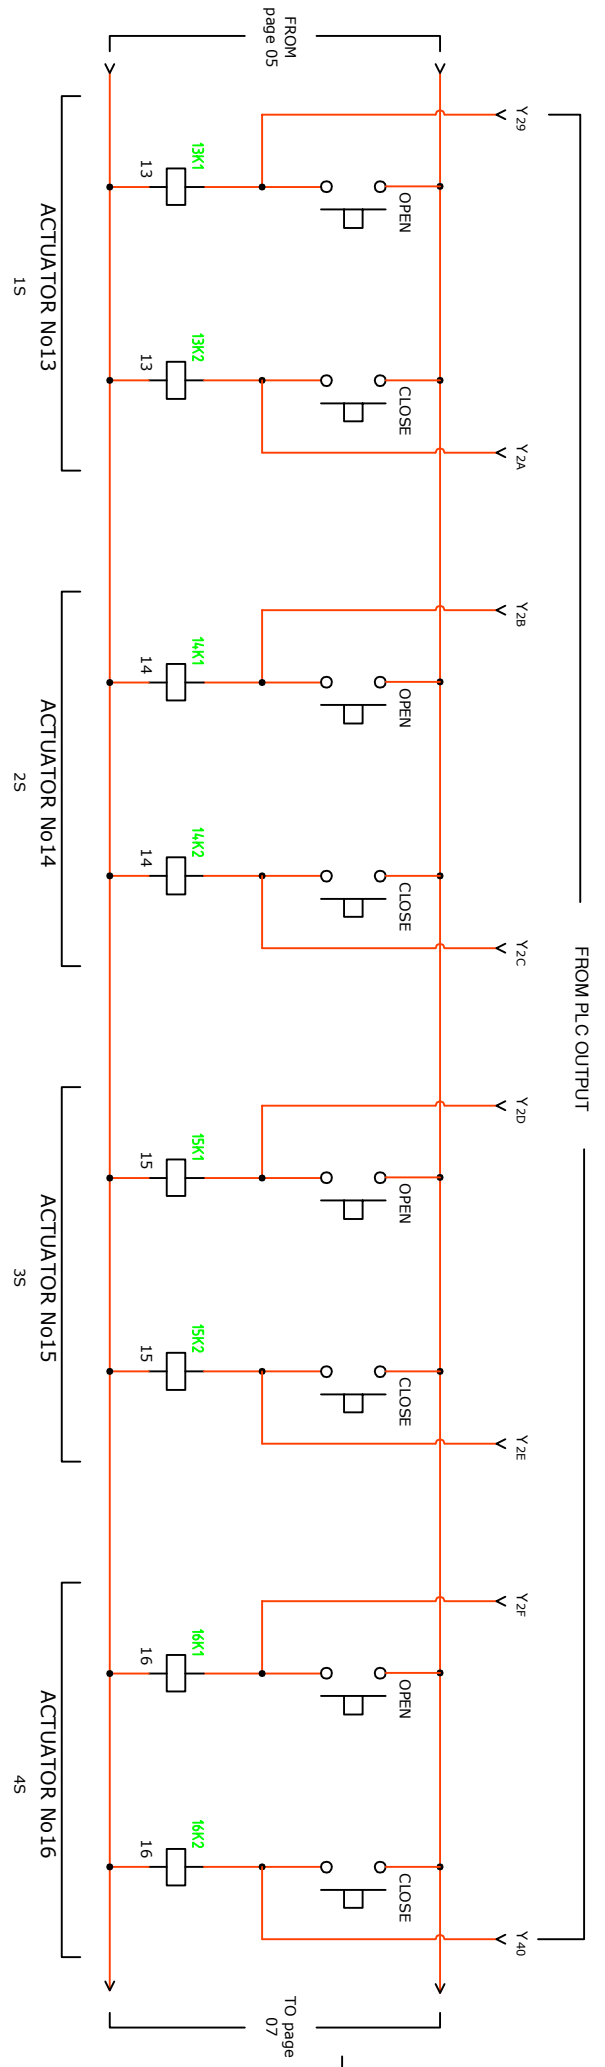 FROM PLC OUTPUT
Y29
Y2A
Y2B
Y2C
Y2D
Y2E
Y2F
Y40
FROM
page 05
OPEN
CLOSE
OPEN
CLOSE
OPEN
CLOSE
OPEN
CLOSE
TO page
07
13K1
13K2
14K1
14K2
15K1
15K2
16K1
16K2
13
13
14
14
15
15
16
16
ACTUATOR No13
ACTUATOR No14
ACTUATOR No15
ACTUATOR No16
1S
2S
3S
4S